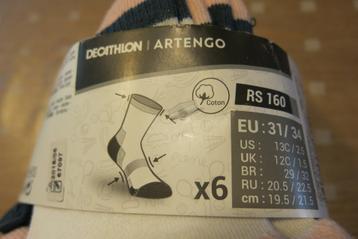 DECATHLON | ARTENGO
Coton
RS 160
EU : 31/34
US : 13C/2.5
UK : 12C/1.5
BR : 29/32
RU : 20.5/22.5
cm : 19.5/21.5
x6